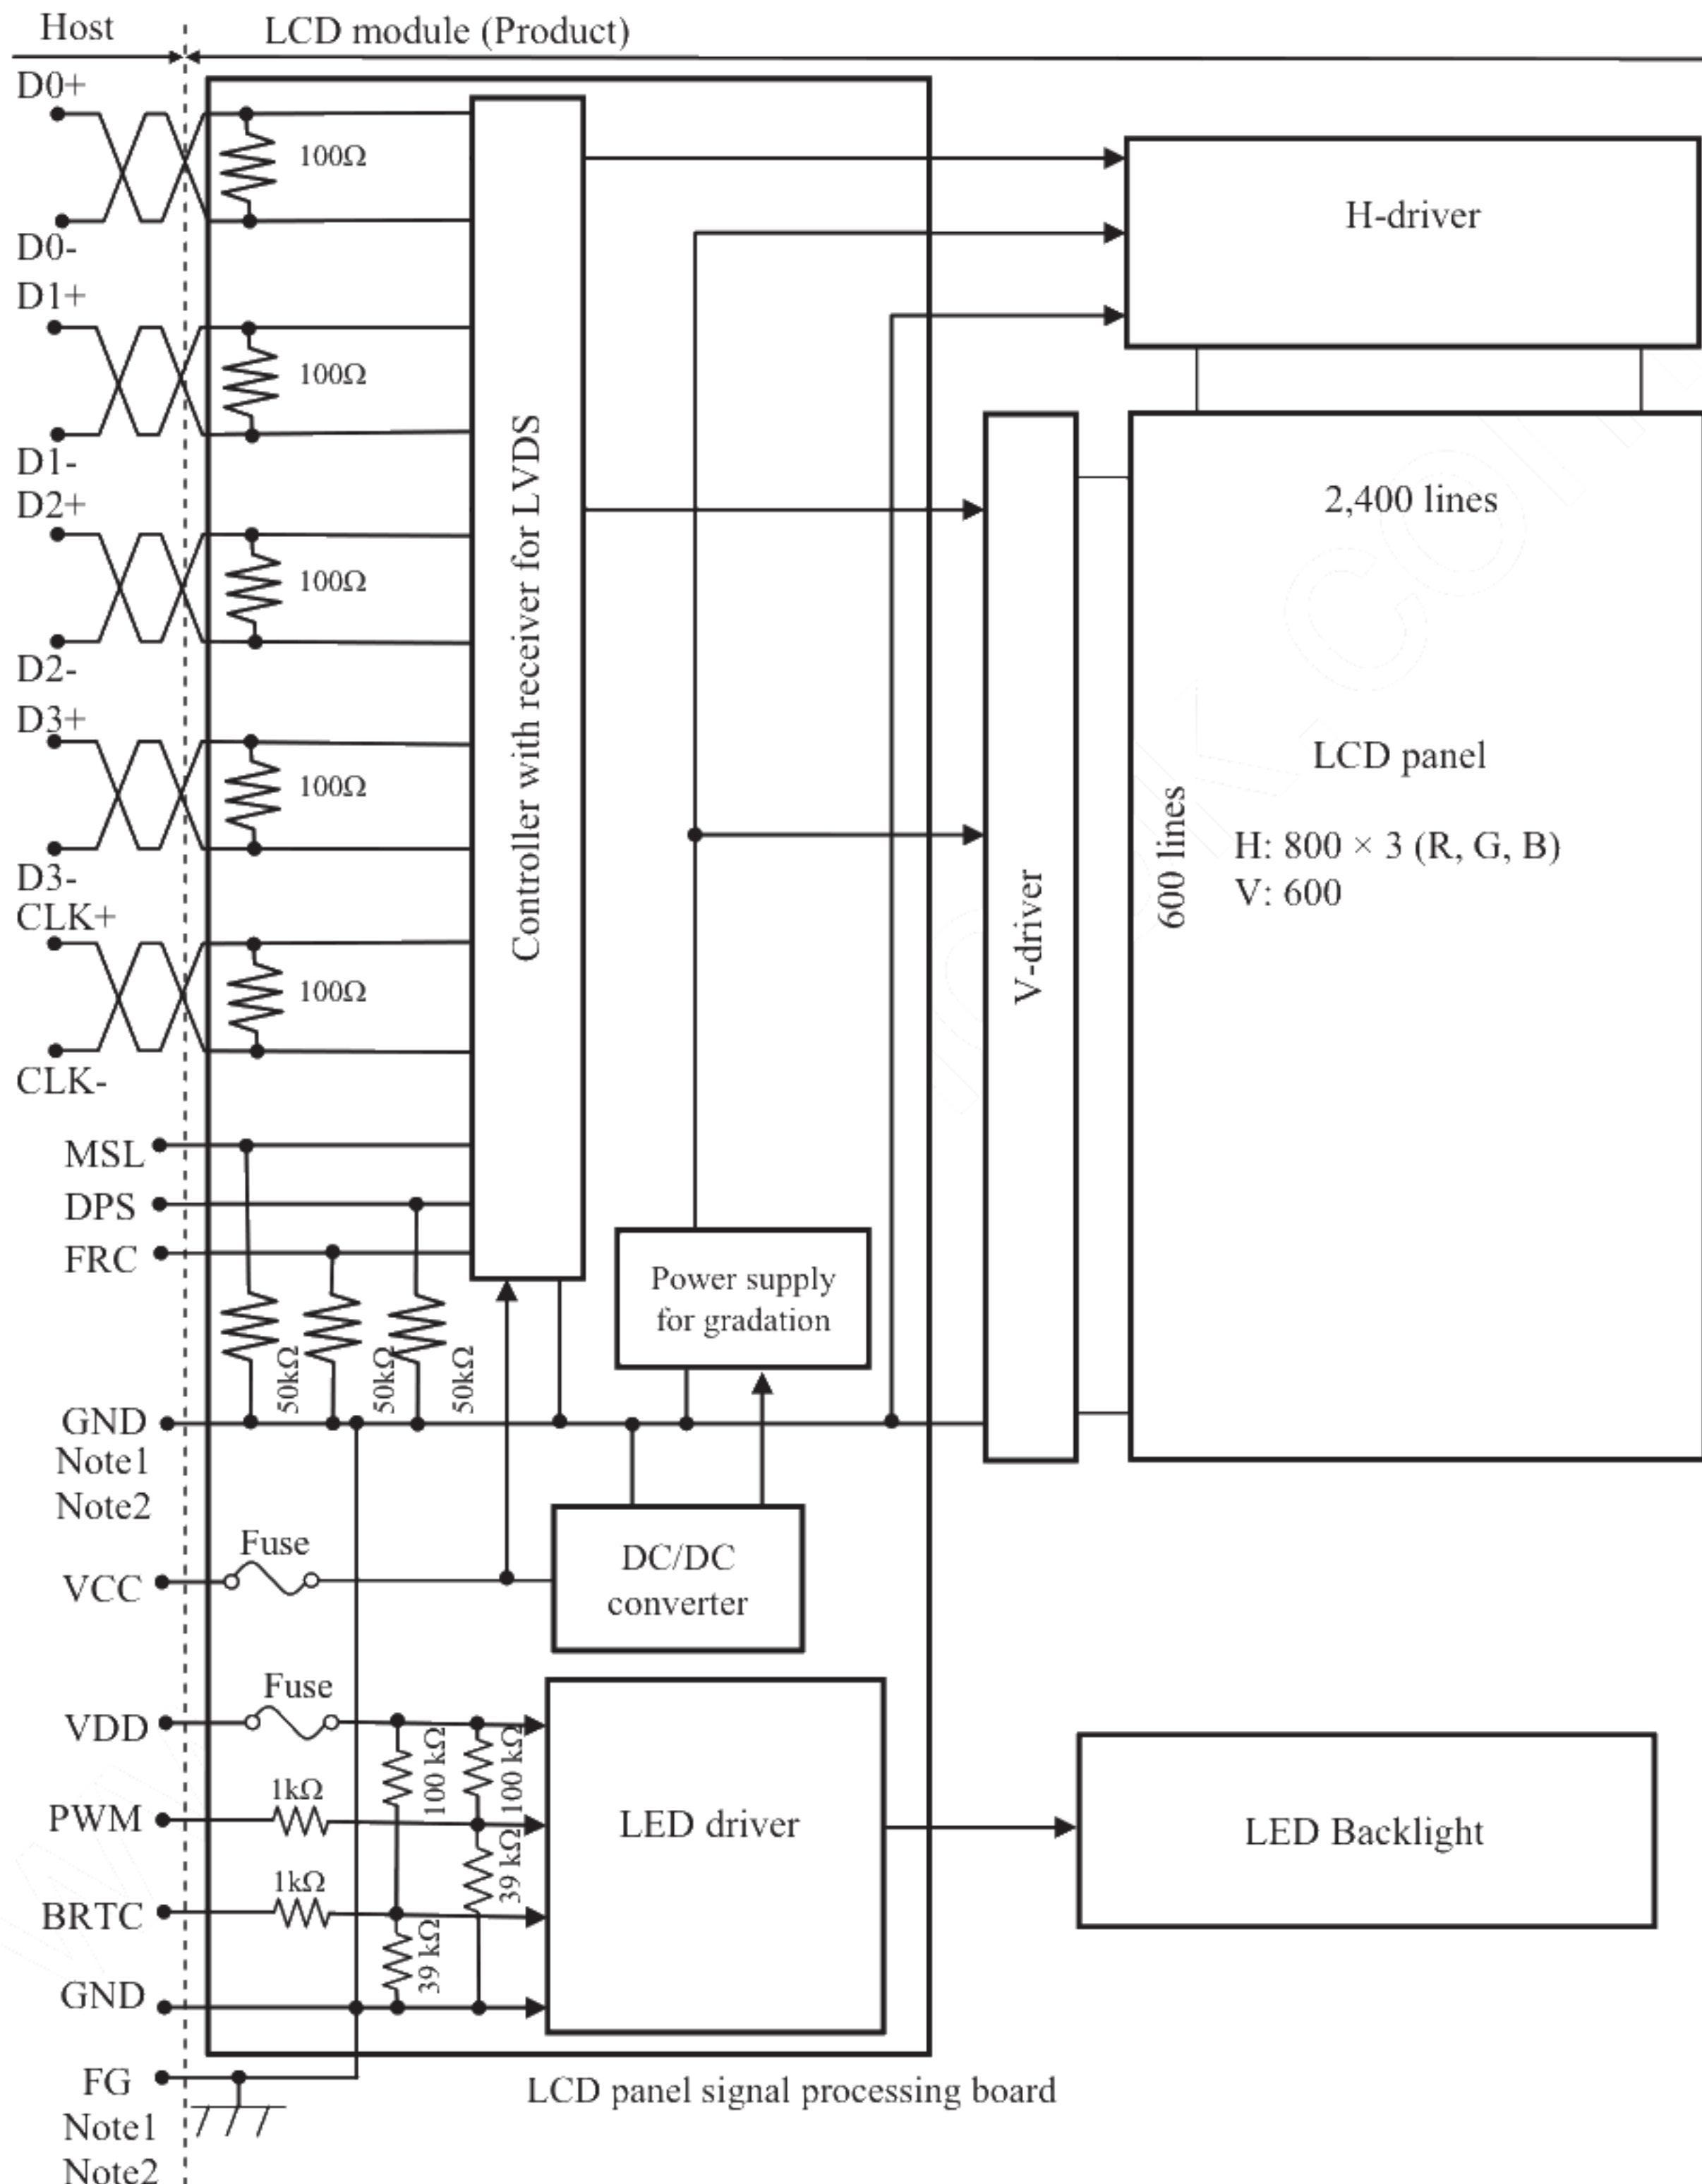 Host
LCD module (Product)
D0+
100Ω
D0-
D1+
100Ω
D1-
D2+
100Ω
D2-
D3+
100Ω
D3-
CLK+
100Ω
CLK-
MSL
DPS
FRC
50kΩ
50kΩ
50kΩ
GND
Note1
Note2
Controller with receiver for LVDS
H-driver
V-driver
2,400 lines
600 lines
LCD panel
H: 800 × 3 (R, G, B)
V: 600
Power supply
for gradation
Fuse
VCC
DC/DC
converter
Fuse
VDD
100 kΩ
100 kΩ
1kΩ
PWM
39 kΩ
1kΩ
BRTC
39 kΩ
GND
LED driver
LED Backlight
FG
Note1
Note2
LCD panel signal processing board